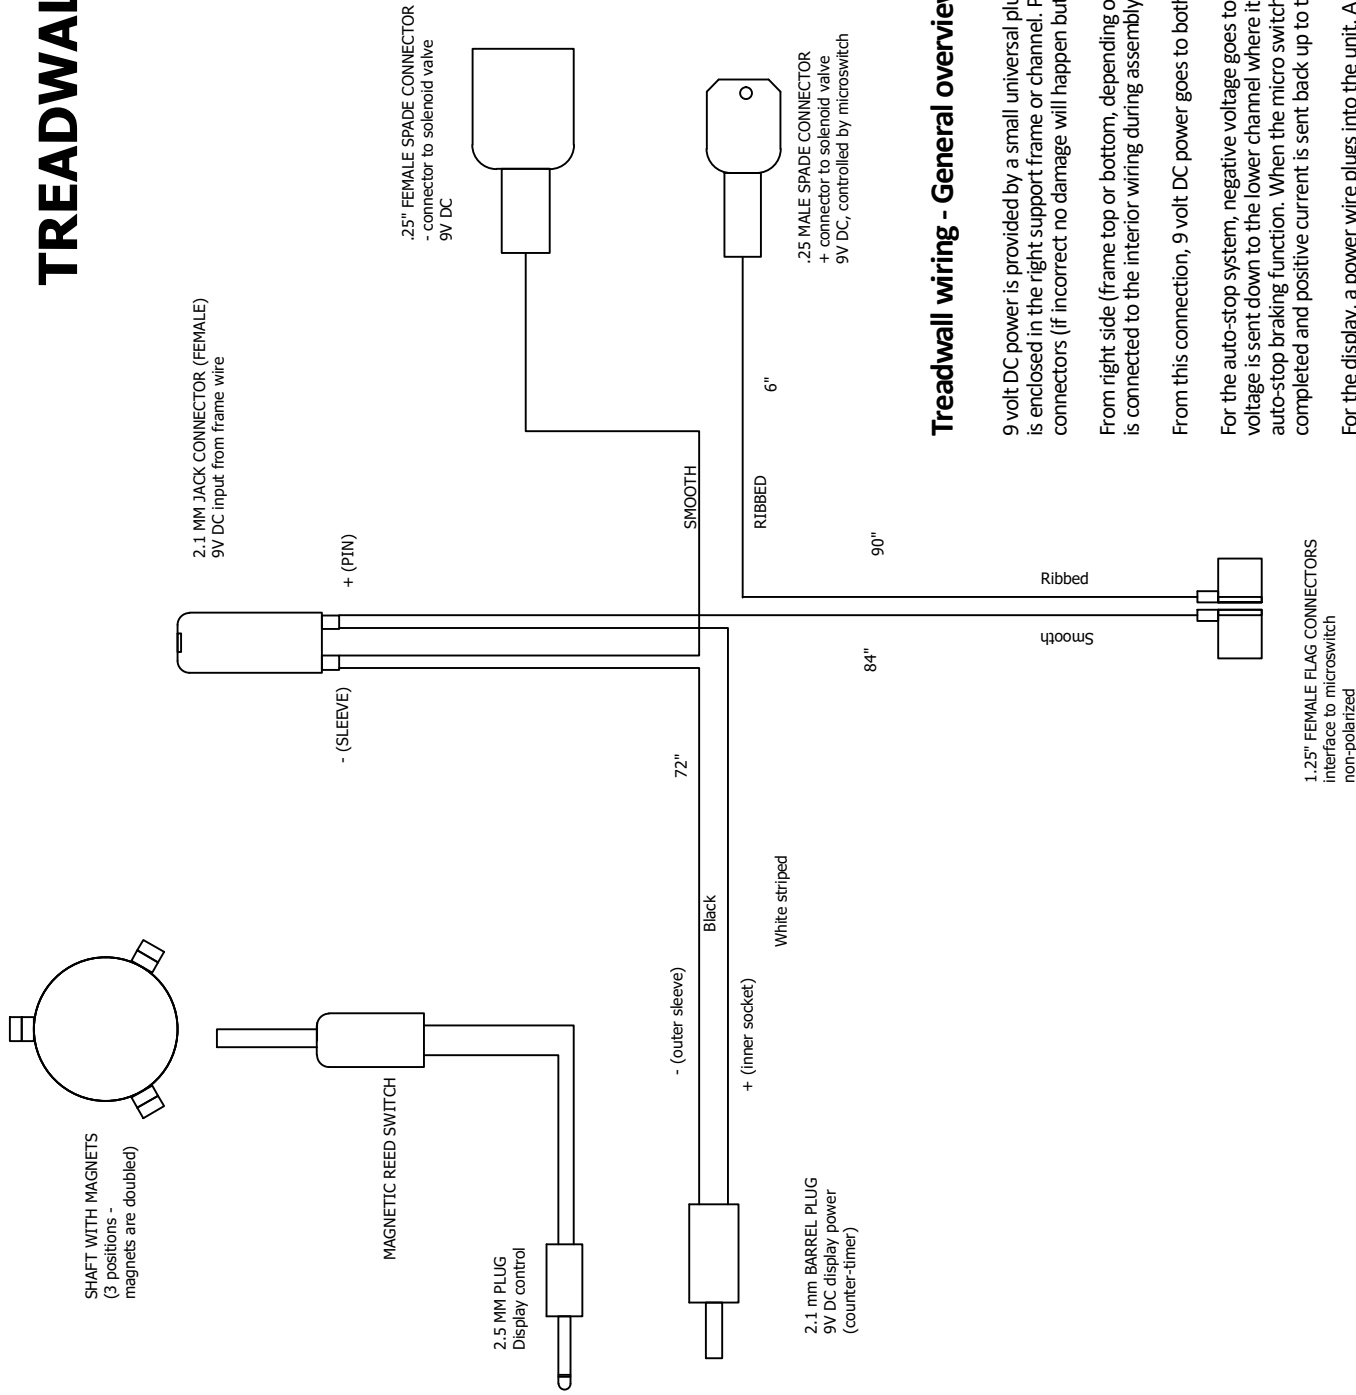 TREADWAL
SHAFT WITH MAGNETS
(3 positions -
magnets are doubled)
2.1 MM JACK CONNECTOR (FEMALE)
9V DC input from frame wire
- (SLEEVE)
+ (PIN)
.25" FEMALE SPADE CONNECTOR
- connector to solenoid valve
9V DC
MAGNETIC REED SWITCH
2.5 MM PLUG
Display control
- (outer sleeve)
Black
72"
SMOOTH
+ (inner socket)
White striped
RIBBED
6"
.25 MALE SPADE CONNECTOR
+ connector to solenoid valve
9V DC, controlled by microswitch
2.1 mm BARREL PLUG
9V DC display power
(counter-timer)
84"
90"
Smooth
Ribbed
1.25" FEMALE FLAG CONNECTORS
interface to microswitch
non-polarized
Treadwall wiring - General overview
9 volt DC power is provided by a small universal plu
is enclosed in the right support frame or channel. P
connectors (if incorrect no damage will happen but
From right side (frame top or bottom, depending o
is connected to the interior wiring during assembly
From this connection, 9 volt DC power goes to both
For the auto-stop system, negative voltage goes to
voltage is sent down to the lower channel where it
auto-stop braking function. When the micro switch
completed and positive current is sent back up to t
For the display, a power wire plugs into the unit. A